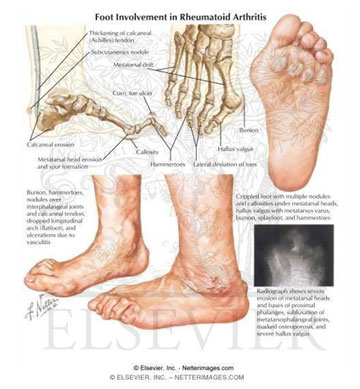 Foot Involvement in Rheumatoid Arthritis
Thickening of calcaneal
(Achilles) tendon
Subcutaneous nodule
Metatarsal drift
Corn, toe ulcer
Bunion
Calcaneal erosion
Callosity
Hallux valgus
Metatarsal head erosion
and spot formation
Hammertoes
Lateral deviation of toes
Bunion, hammertoes,
nodules over
interphalangeal joints
and calcaneal tendon,
dropped longitudinal
arch (flatfoot), and
ulcerations due to
vasculitis
Crippled foot with multiple nodules
and callosities under metatarsal heads,
hallux valgus with metatarsus varus,
bunion, splayfoot, and hammertoes
Radiograph shows severe
erosion of metatarsal heads
and bases of proximal
phalanges, subluxation of
metatarsophalangeal joints,
marked osteoporosis, and
severe hallux valgus
F. Netter
ELSEVIER
© Elsevier, Inc. - Netterimages.com
© ELSEVIER, INC. – NETTERIMAGES.COM